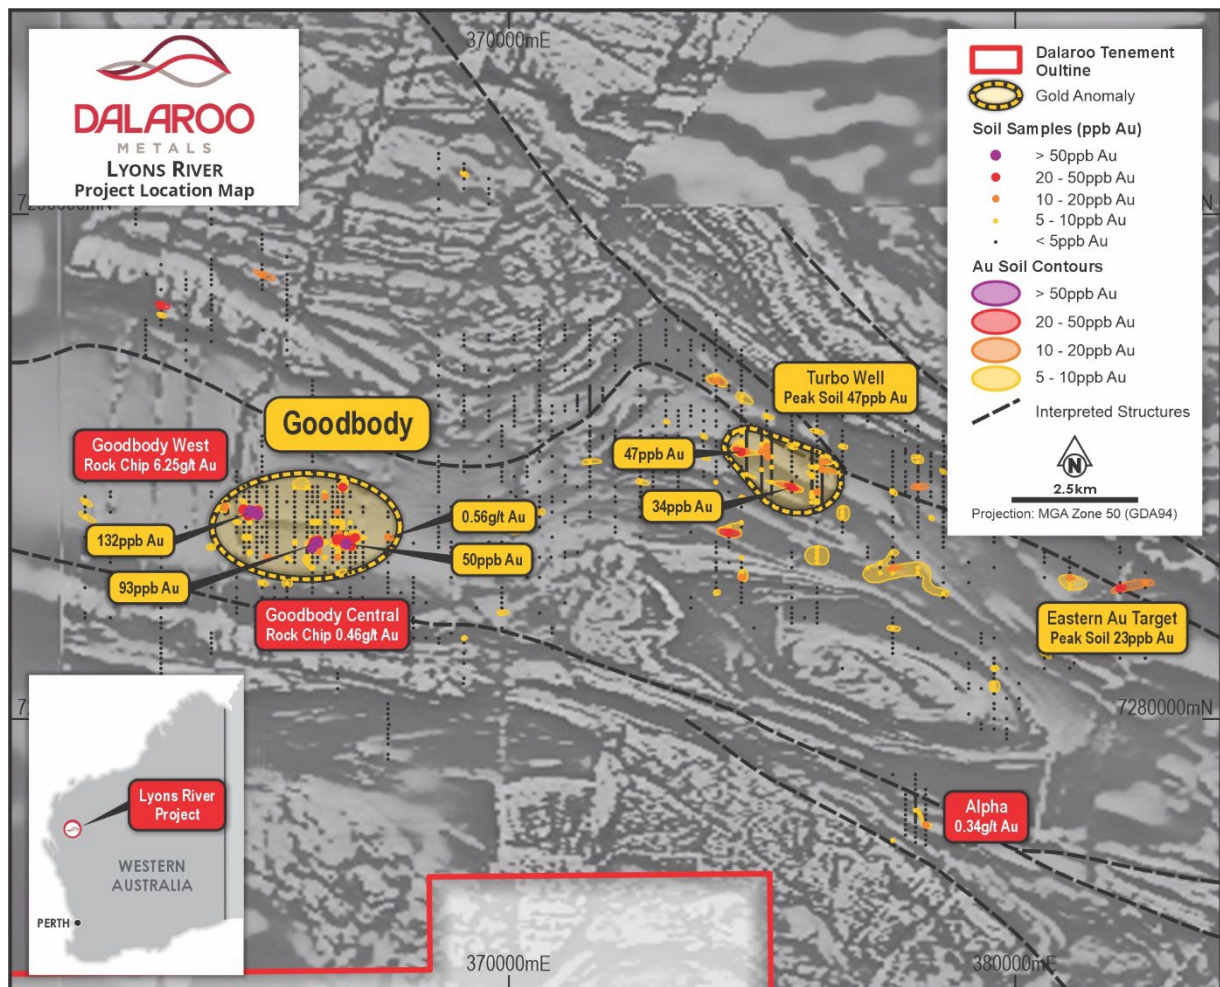 370000mE
DALAROO
METALS
LYONS RIVER
Project Location Map
Dalaroo Tenement
Oultine
Gold Anomaly
Soil Samples (ppb Au)
> 50ppb Au
20 - 50ppb Au
10 - 20ppb Au
5 - 10ppb Au
< 5ppb Au
Au Soil Contours
> 50ppb Au
20 - 50ppb Au
10 - 20ppb Au
5 - 10ppb Au
Interpreted Structures
N
2.5km
Projection: MGA Zone 50 (GDA94)
Turbo Well
Peak Soil 47ppb Au
Goodbody
Goodbody West
Rock Chip 6.25g/t Au
47ppb Au
34ppb Au
0.56g/t Au
132ppb Au
50ppb Au
93ppb Au
Goodbody Central
Rock Chip 0.46g/t Au
Eastern Au Target
Peak Soil 23ppb Au
7280000mN
Lyons River
Project
Alpha
0.34g/t Au
WESTERN
AUSTRALIA
PERTH
370000mE
380000mE